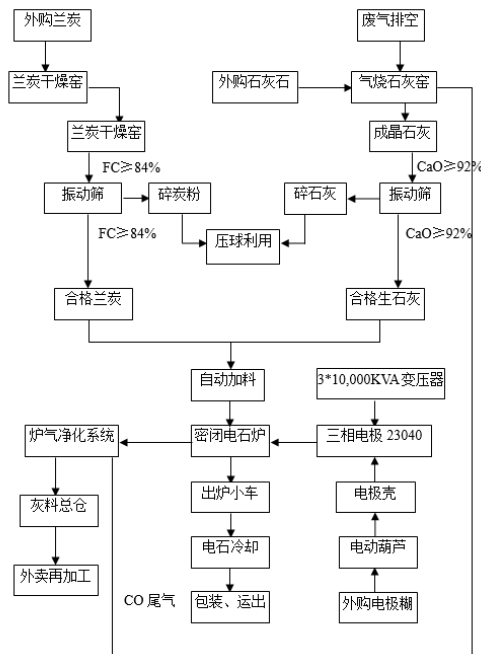 外购兰炭
废气排空
兰炭干燥窑
外购石灰石
气烧石灰窑
兰炭干燥窑
成晶石灰
FC≥84%
CaO≥92%
振动筛
碎炭粉
碎石灰
振动筛
FC≥84%
压球利用
CaO≥92%
合格兰炭
合格生石灰
自动加料
3*10,000KVA变压器
炉气净化系统
密闭电石炉
三相电极 23040
灰料总仓
出炉小车
电极壳
外卖再加工
电石冷却
电动葫芦
CO 尾气
包装、运出
外购电极糊